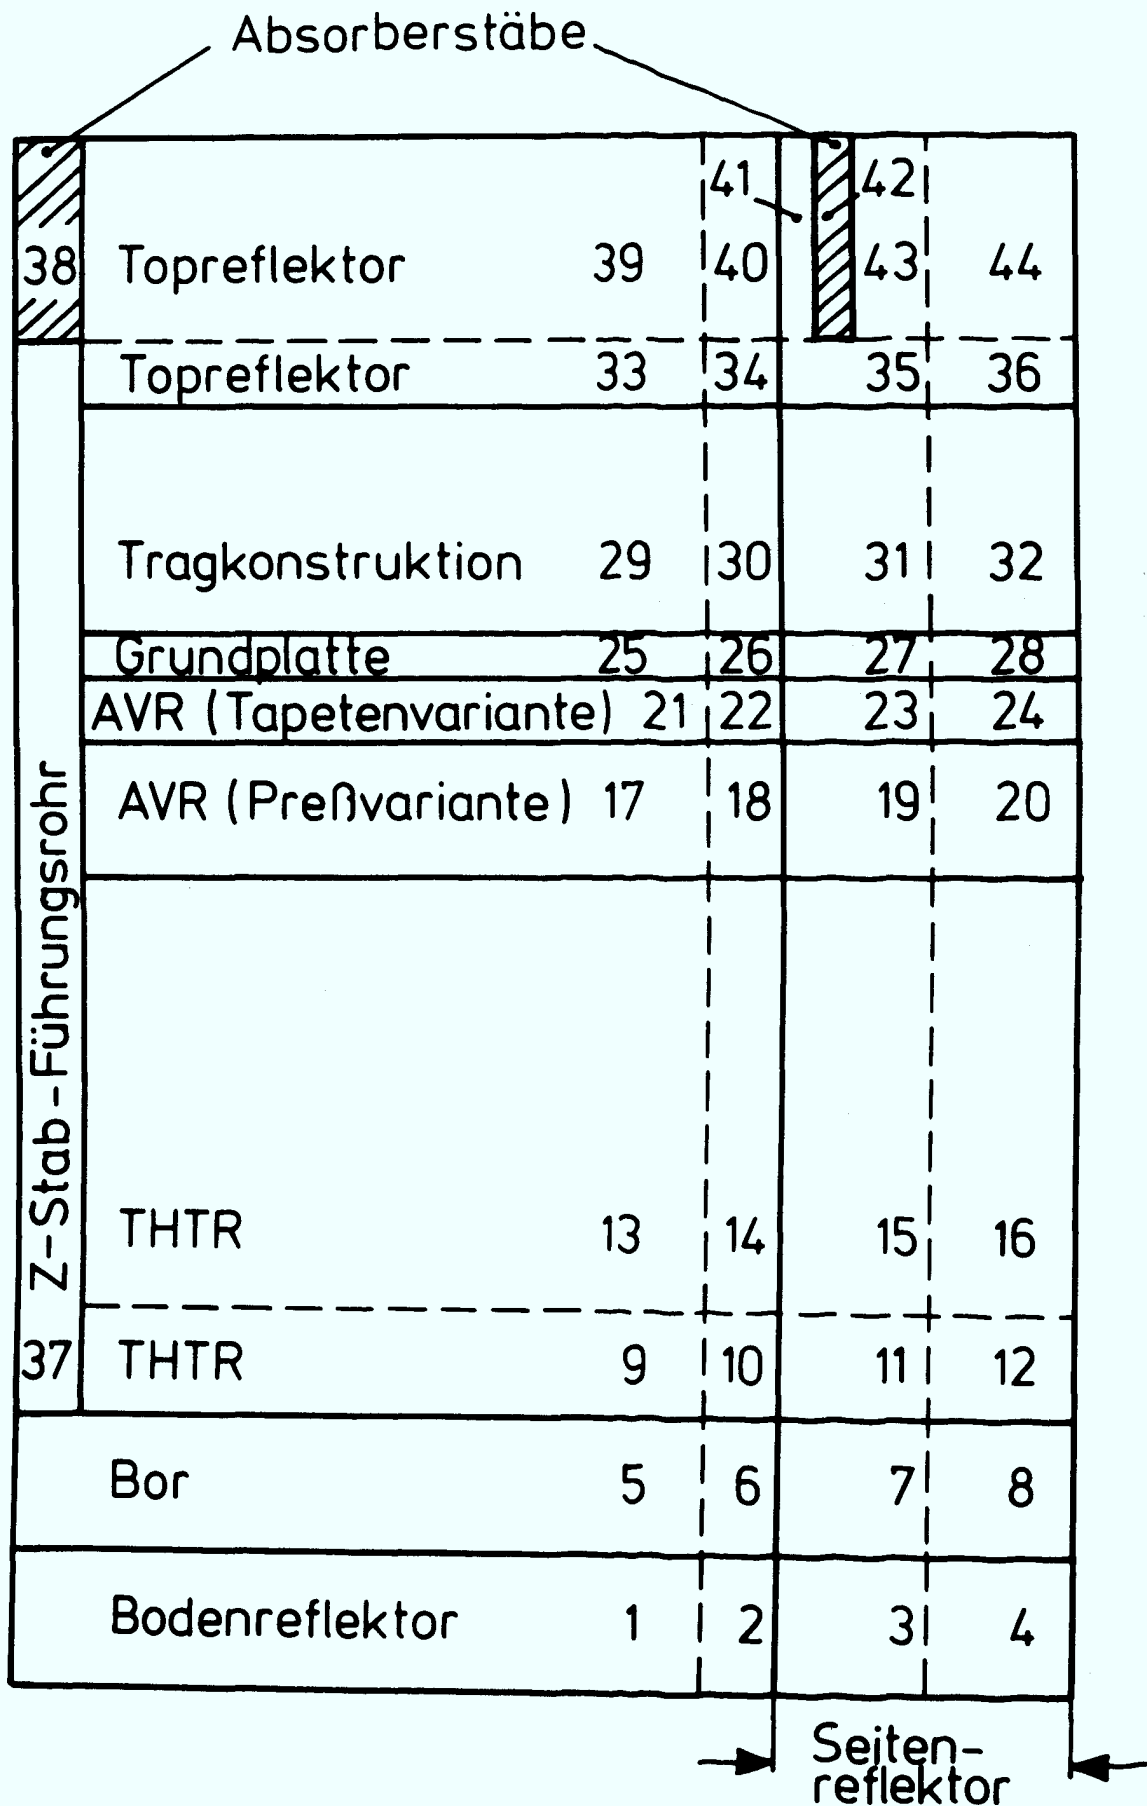 Absorberstäbe
41 42
38 Topreflektor 39 40 43 44
Topreflektor 33 34 35 36
Tragkonstruktion 29 30 31 32
Grundplatte 25 26 27 28
AVR (Tapetenvariante) 21 22 23 24
AVR (Preßvariante) 17 18 19 20
Z-Stab-Führungsrohr
THTR 13 14 15 16
37 THTR 9 10 11 12
Bor 5 6 7 8
Bodenreflektor 1 2 3 4
Seiten-
reflektor